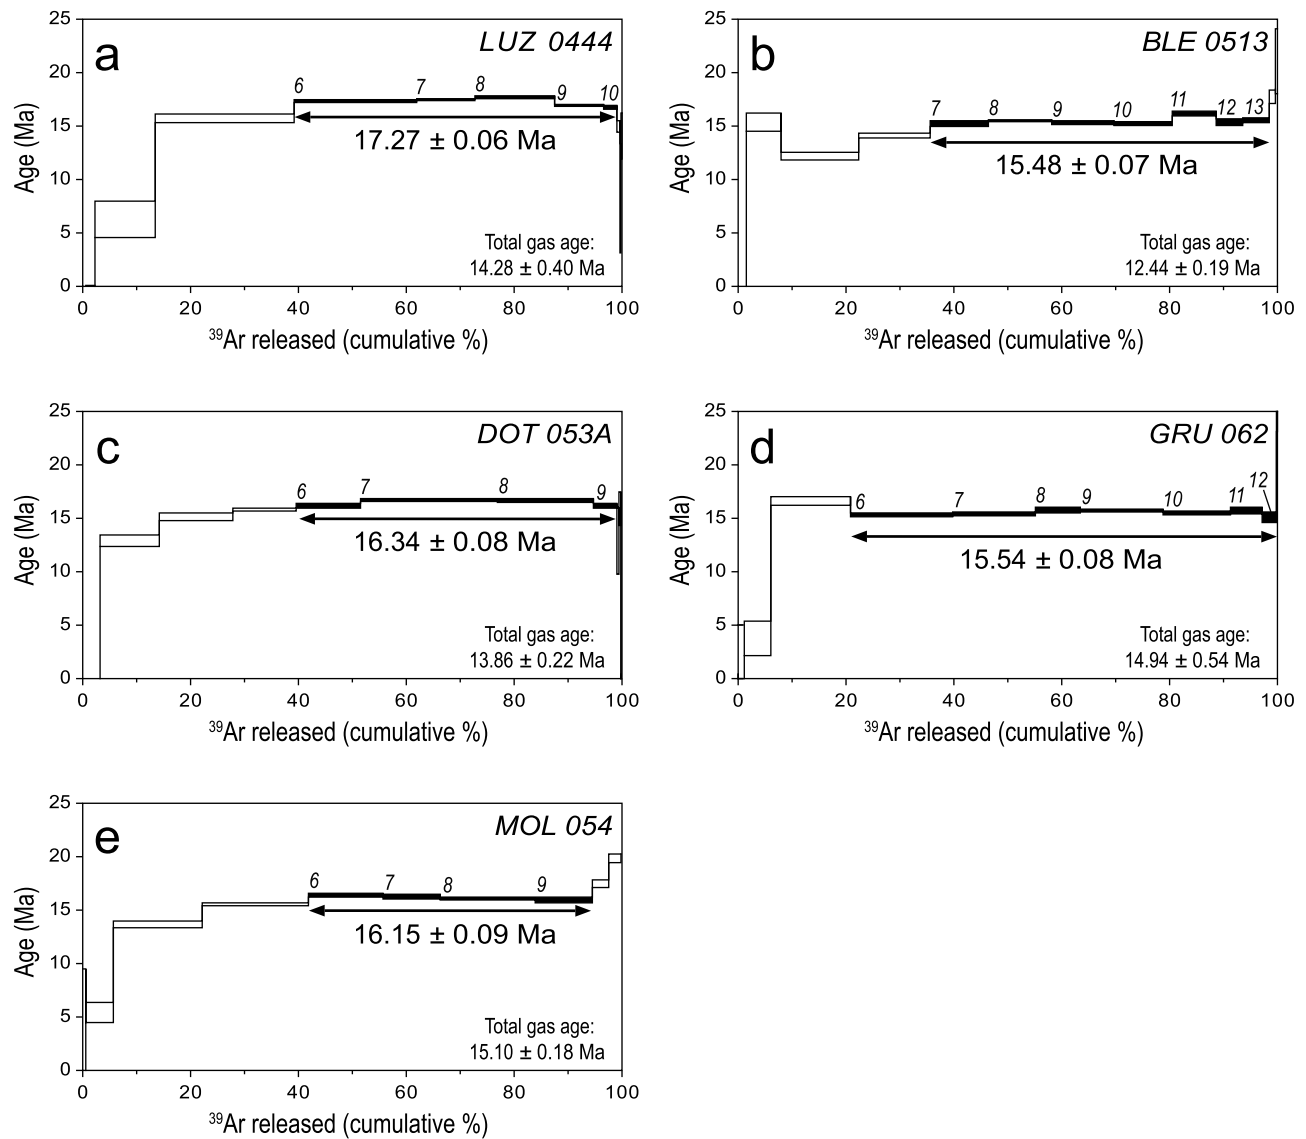 a
LUZ 0444
25
20
15
10
5
0
Age (Ma)
6 7 8 9 10
17.27 ± 0.06 Ma
Total gas age:
14.28 ± 0.40 Ma
0 20 40 60 80 100
39Ar released (cumulative %)
b
BLE 0513
25
20
15
10
5
0
Age (Ma)
7 8 9 10 11 12 13
15.48 ± 0.07 Ma
Total gas age:
12.44 ± 0.19 Ma
0 20 40 60 80 100
39Ar released (cumulative %)
c
DOT 053A
25
20
15
10
5
0
Age (Ma)
6 7 8 9
16.34 ± 0.08 Ma
Total gas age:
13.86 ± 0.22 Ma
0 20 40 60 80 100
39Ar released (cumulative %)
d
GRU 062
25
20
15
10
5
0
Age (Ma)
6 7 8 9 10 11 12
15.54 ± 0.08 Ma
Total gas age:
14.94 ± 0.54 Ma
0 20 40 60 80 100
39Ar released (cumulative %)
e
MOL 054
25
20
15
10
5
0
Age (Ma)
6 7 8 9
16.15 ± 0.09 Ma
Total gas age:
15.10 ± 0.18 Ma
0 20 40 60 80 100
39Ar released (cumulative %)